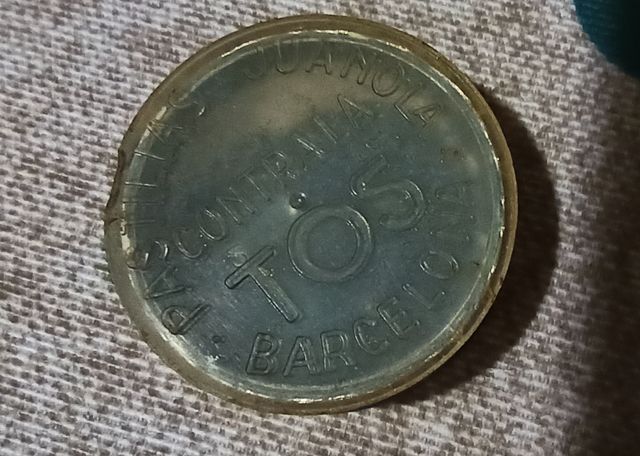 PASTILLAS JUANOLA
CONTRA LA
TOS
BARCELONA